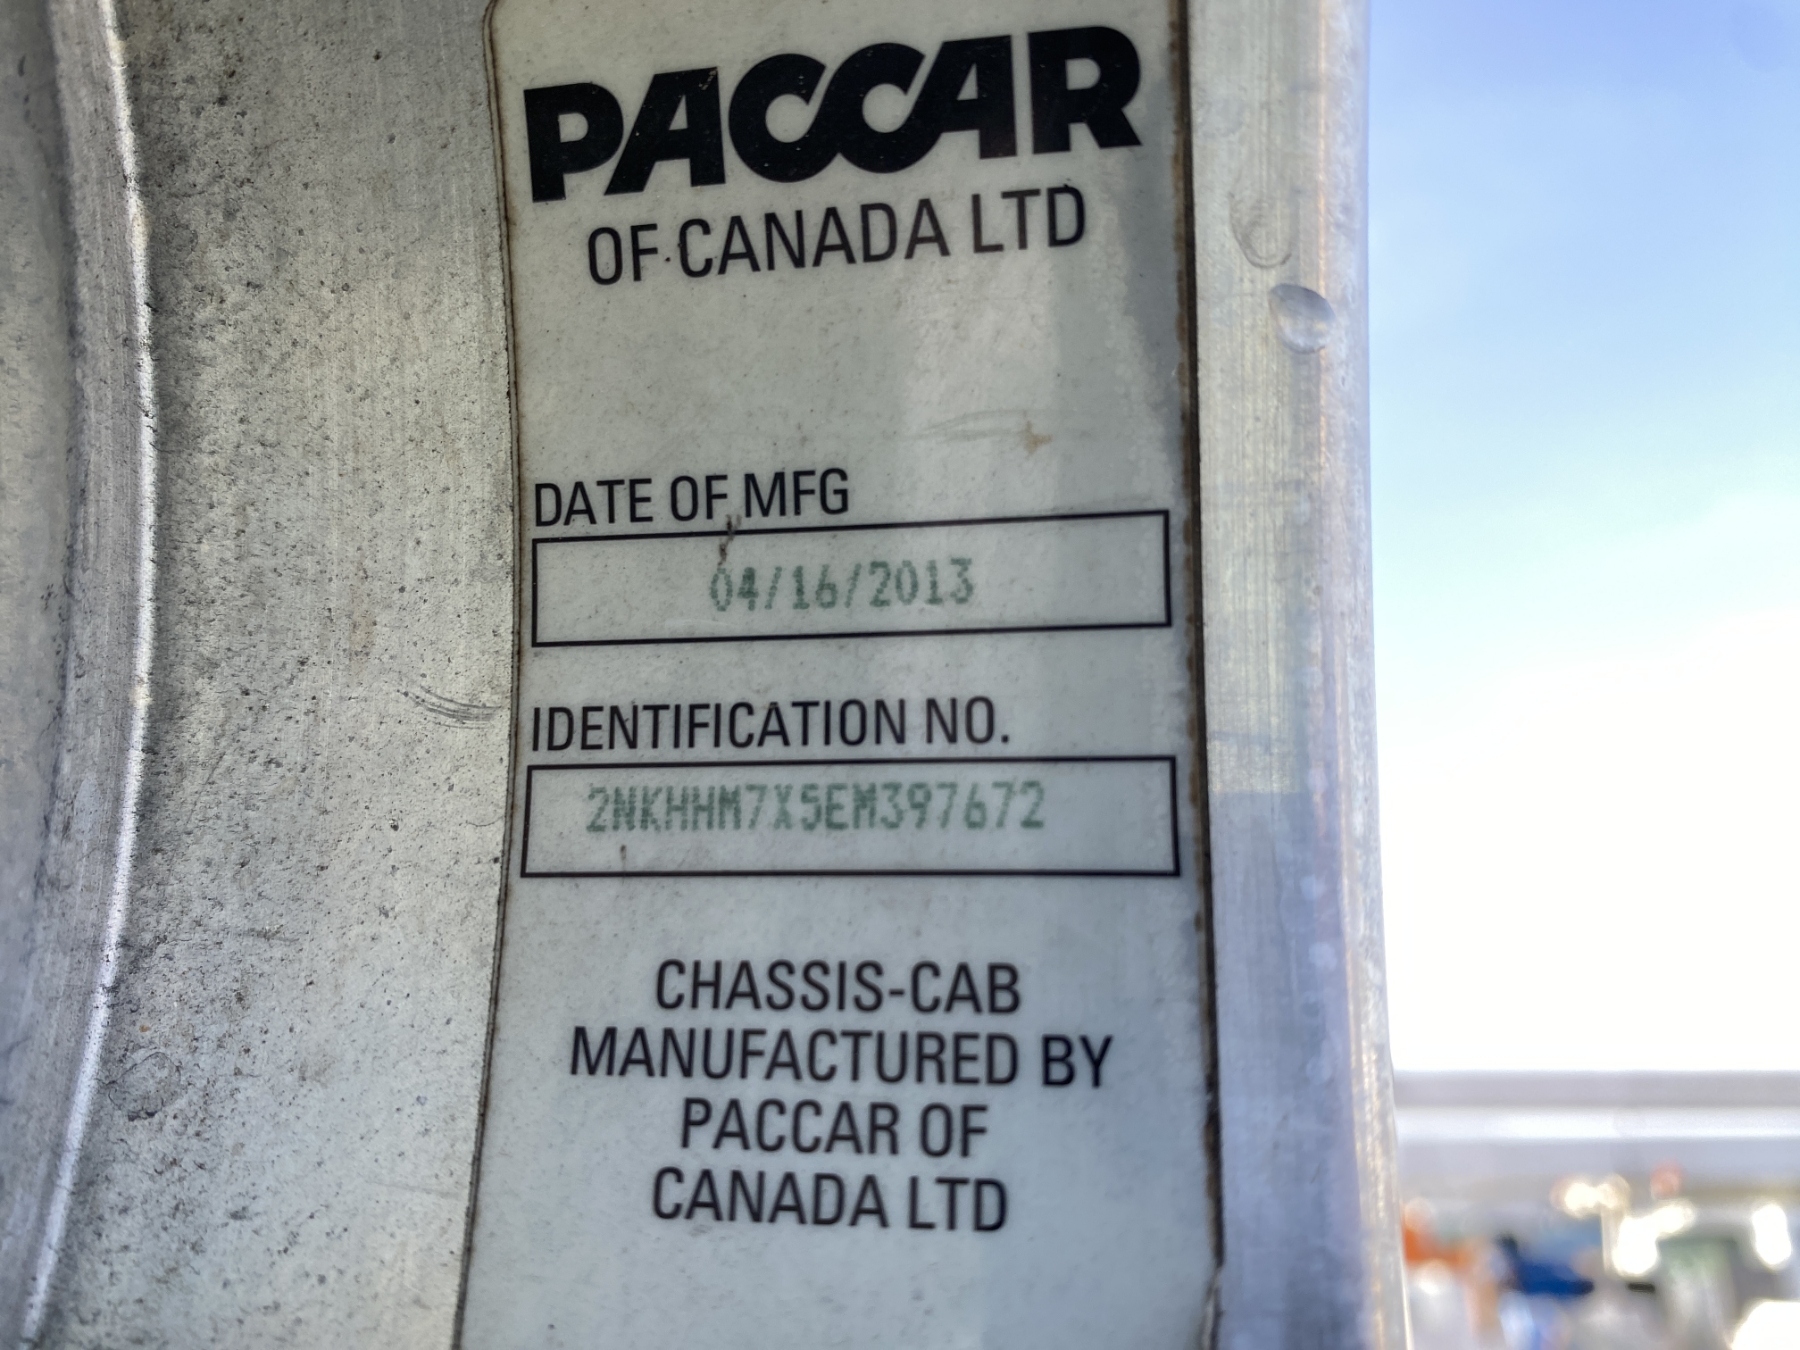 PACCAR
OF CANADA LTD
DATE OF MFG
04/16/2013
IDENTIFICATION NO.
2NKHHM7X5EM397672
CHASSIS-CAB
MANUFACTURED BY
PACCAR OF
CANADA LTD